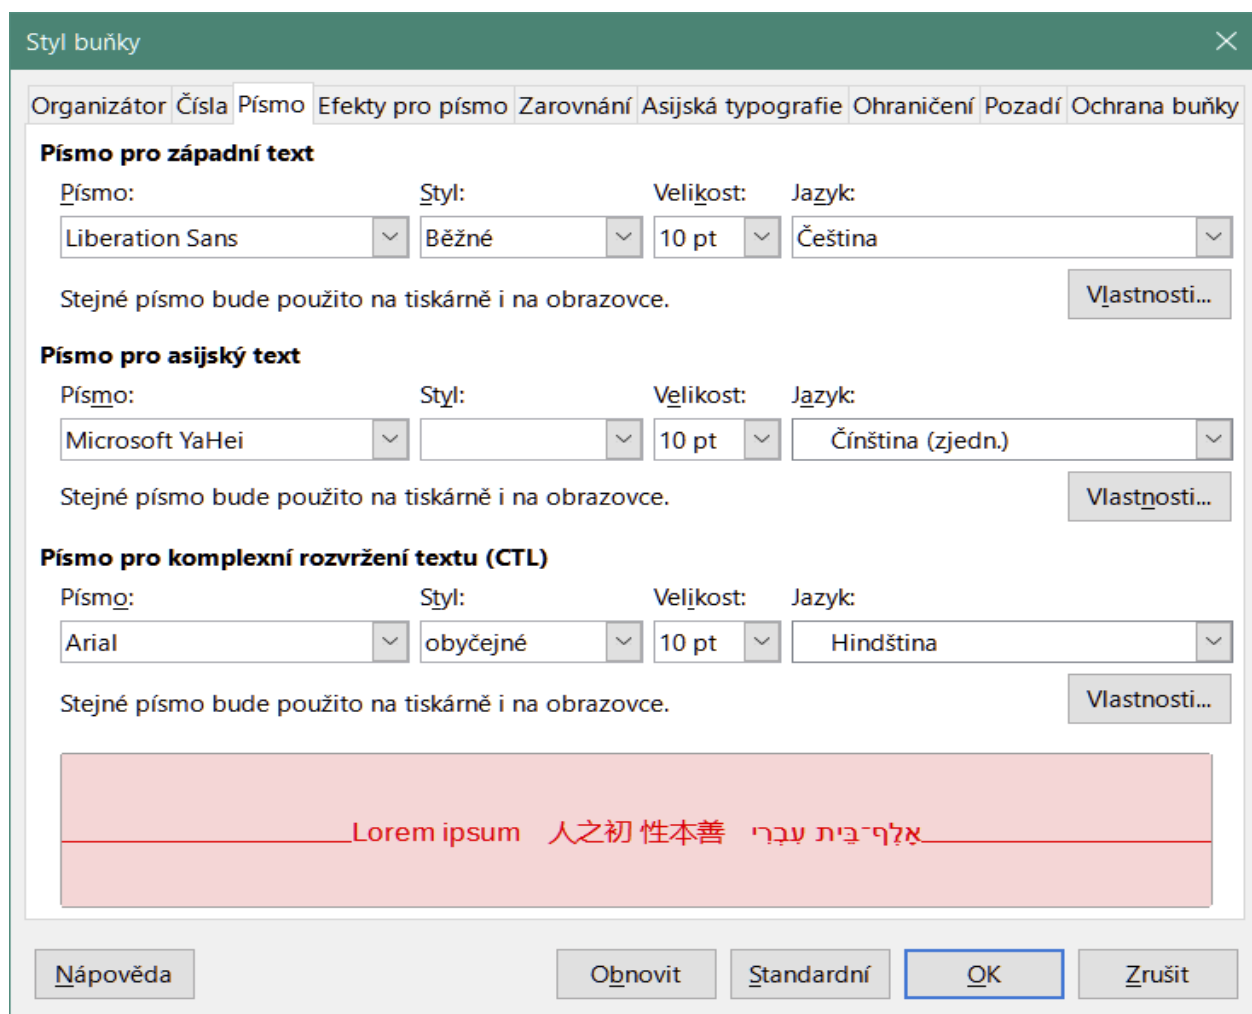 Styl buňky
Organizátor Čísla Písmo Efekty pro písmo Zarovnání Asijská typografie Ohraničení Pozadí Ochrana buňky
Písmo pro západní text
Písmo: Styl: Velikost: Jazyk:
Liberation Sans Běžné 10 pt Čeština
Stejné písmo bude použito na tiskárně i na obrazovce. Vlastnosti...
Písmo pro asijský text
Písmo: Styl: Velikost: Jazyk:
Microsoft YaHei 10 pt Čínština (zjedn.)
Stejné písmo bude použito na tiskárně i na obrazovce. Vlastnosti...
Písmo pro komplexní rozvržení textu (CTL)
Písmo: Styl: Velikost: Jazyk:
Arial obyčejné 10 pt Hindština
Stejné písmo bude použito na tiskárně i na obrazovce. Vlastnosti...
Lorem ipsum 人之初 性本善 אָלֶף־בֵּית עִבְרִי
Nápověda Obnovit Standardní OK Zrušit